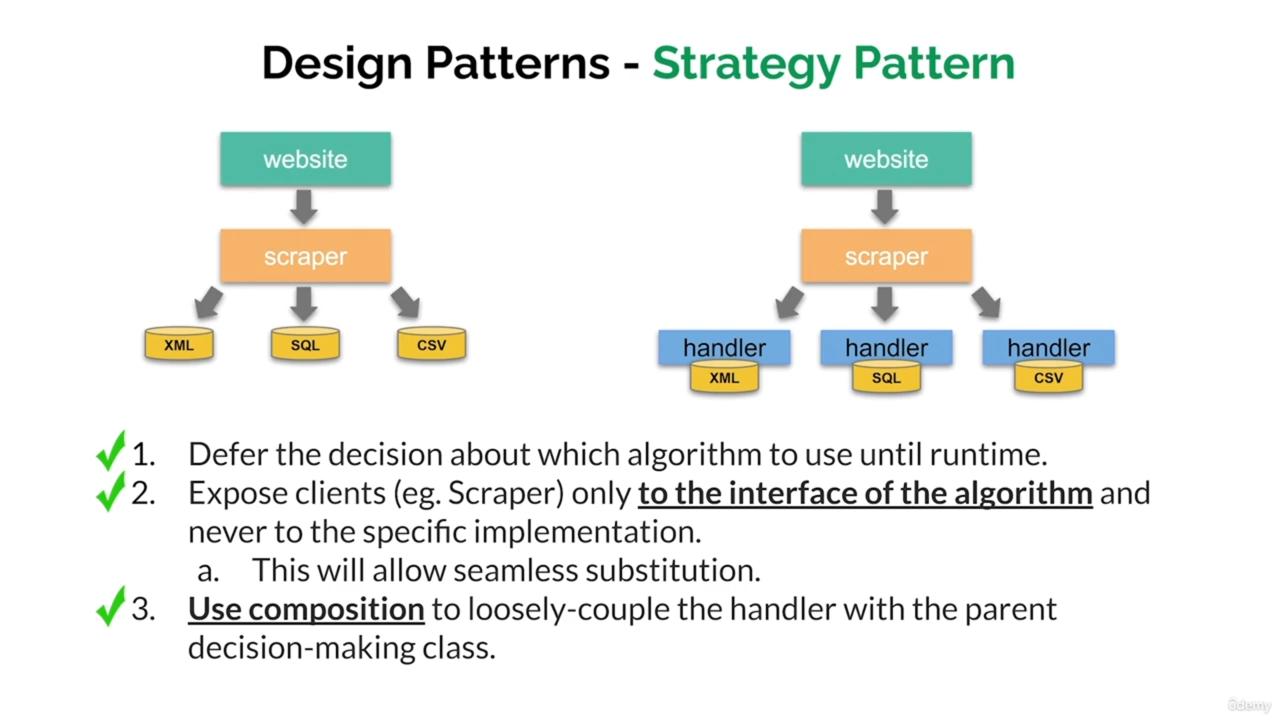 Design Patterns - Strategy Pattern
website
scraper
XML
SQL
CSV
website
scraper
handler
handler
handler
XML
SQL
CSV
1. Defer the decision about which algorithm to use until runtime.
2. Expose clients (eg. Scraper) only to the interface of the algorithm and
never to the specific implementation.
a. This will allow seamless substitution.
3. Use composition to loosely-couple the handler with the parent
decision-making class.
ûdemy